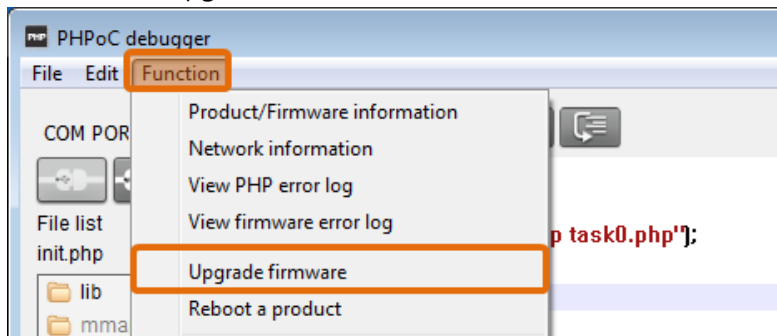 PHPoC debugger
File Edit Function
Product/Firmware information
COM POR
Network information
View PHP error log
File list
View firmware error log
p task0.php");
init.php
lib
Upgrade firmware
mma
Reboot a product